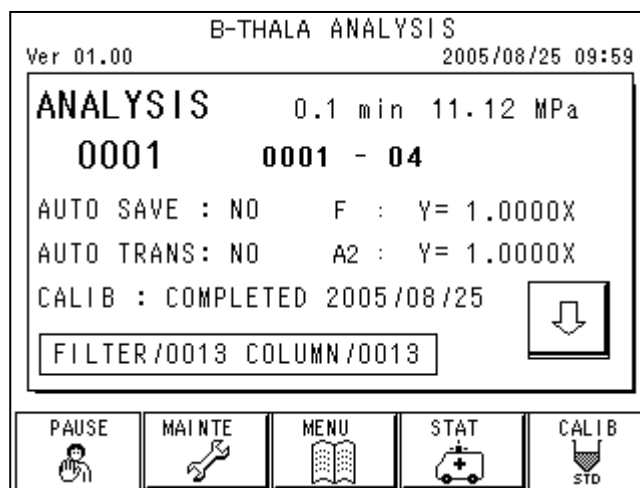 B-THALA ANALYSIS
Ver 01.00 2005/08/25 09:59
ANALYSIS 0.1 min 11.12 MPa
0001 0001 - 04
AUTO SAVE : NO F : Y= 1.0000X
AUTO TRANS: NO A2 : Y= 1.0000X
CALIB : COMPLETED 2005/08/25
FILTER/0013 COLUMN/0013
PAUSE MAINTE MENU STAT CALIB
STD